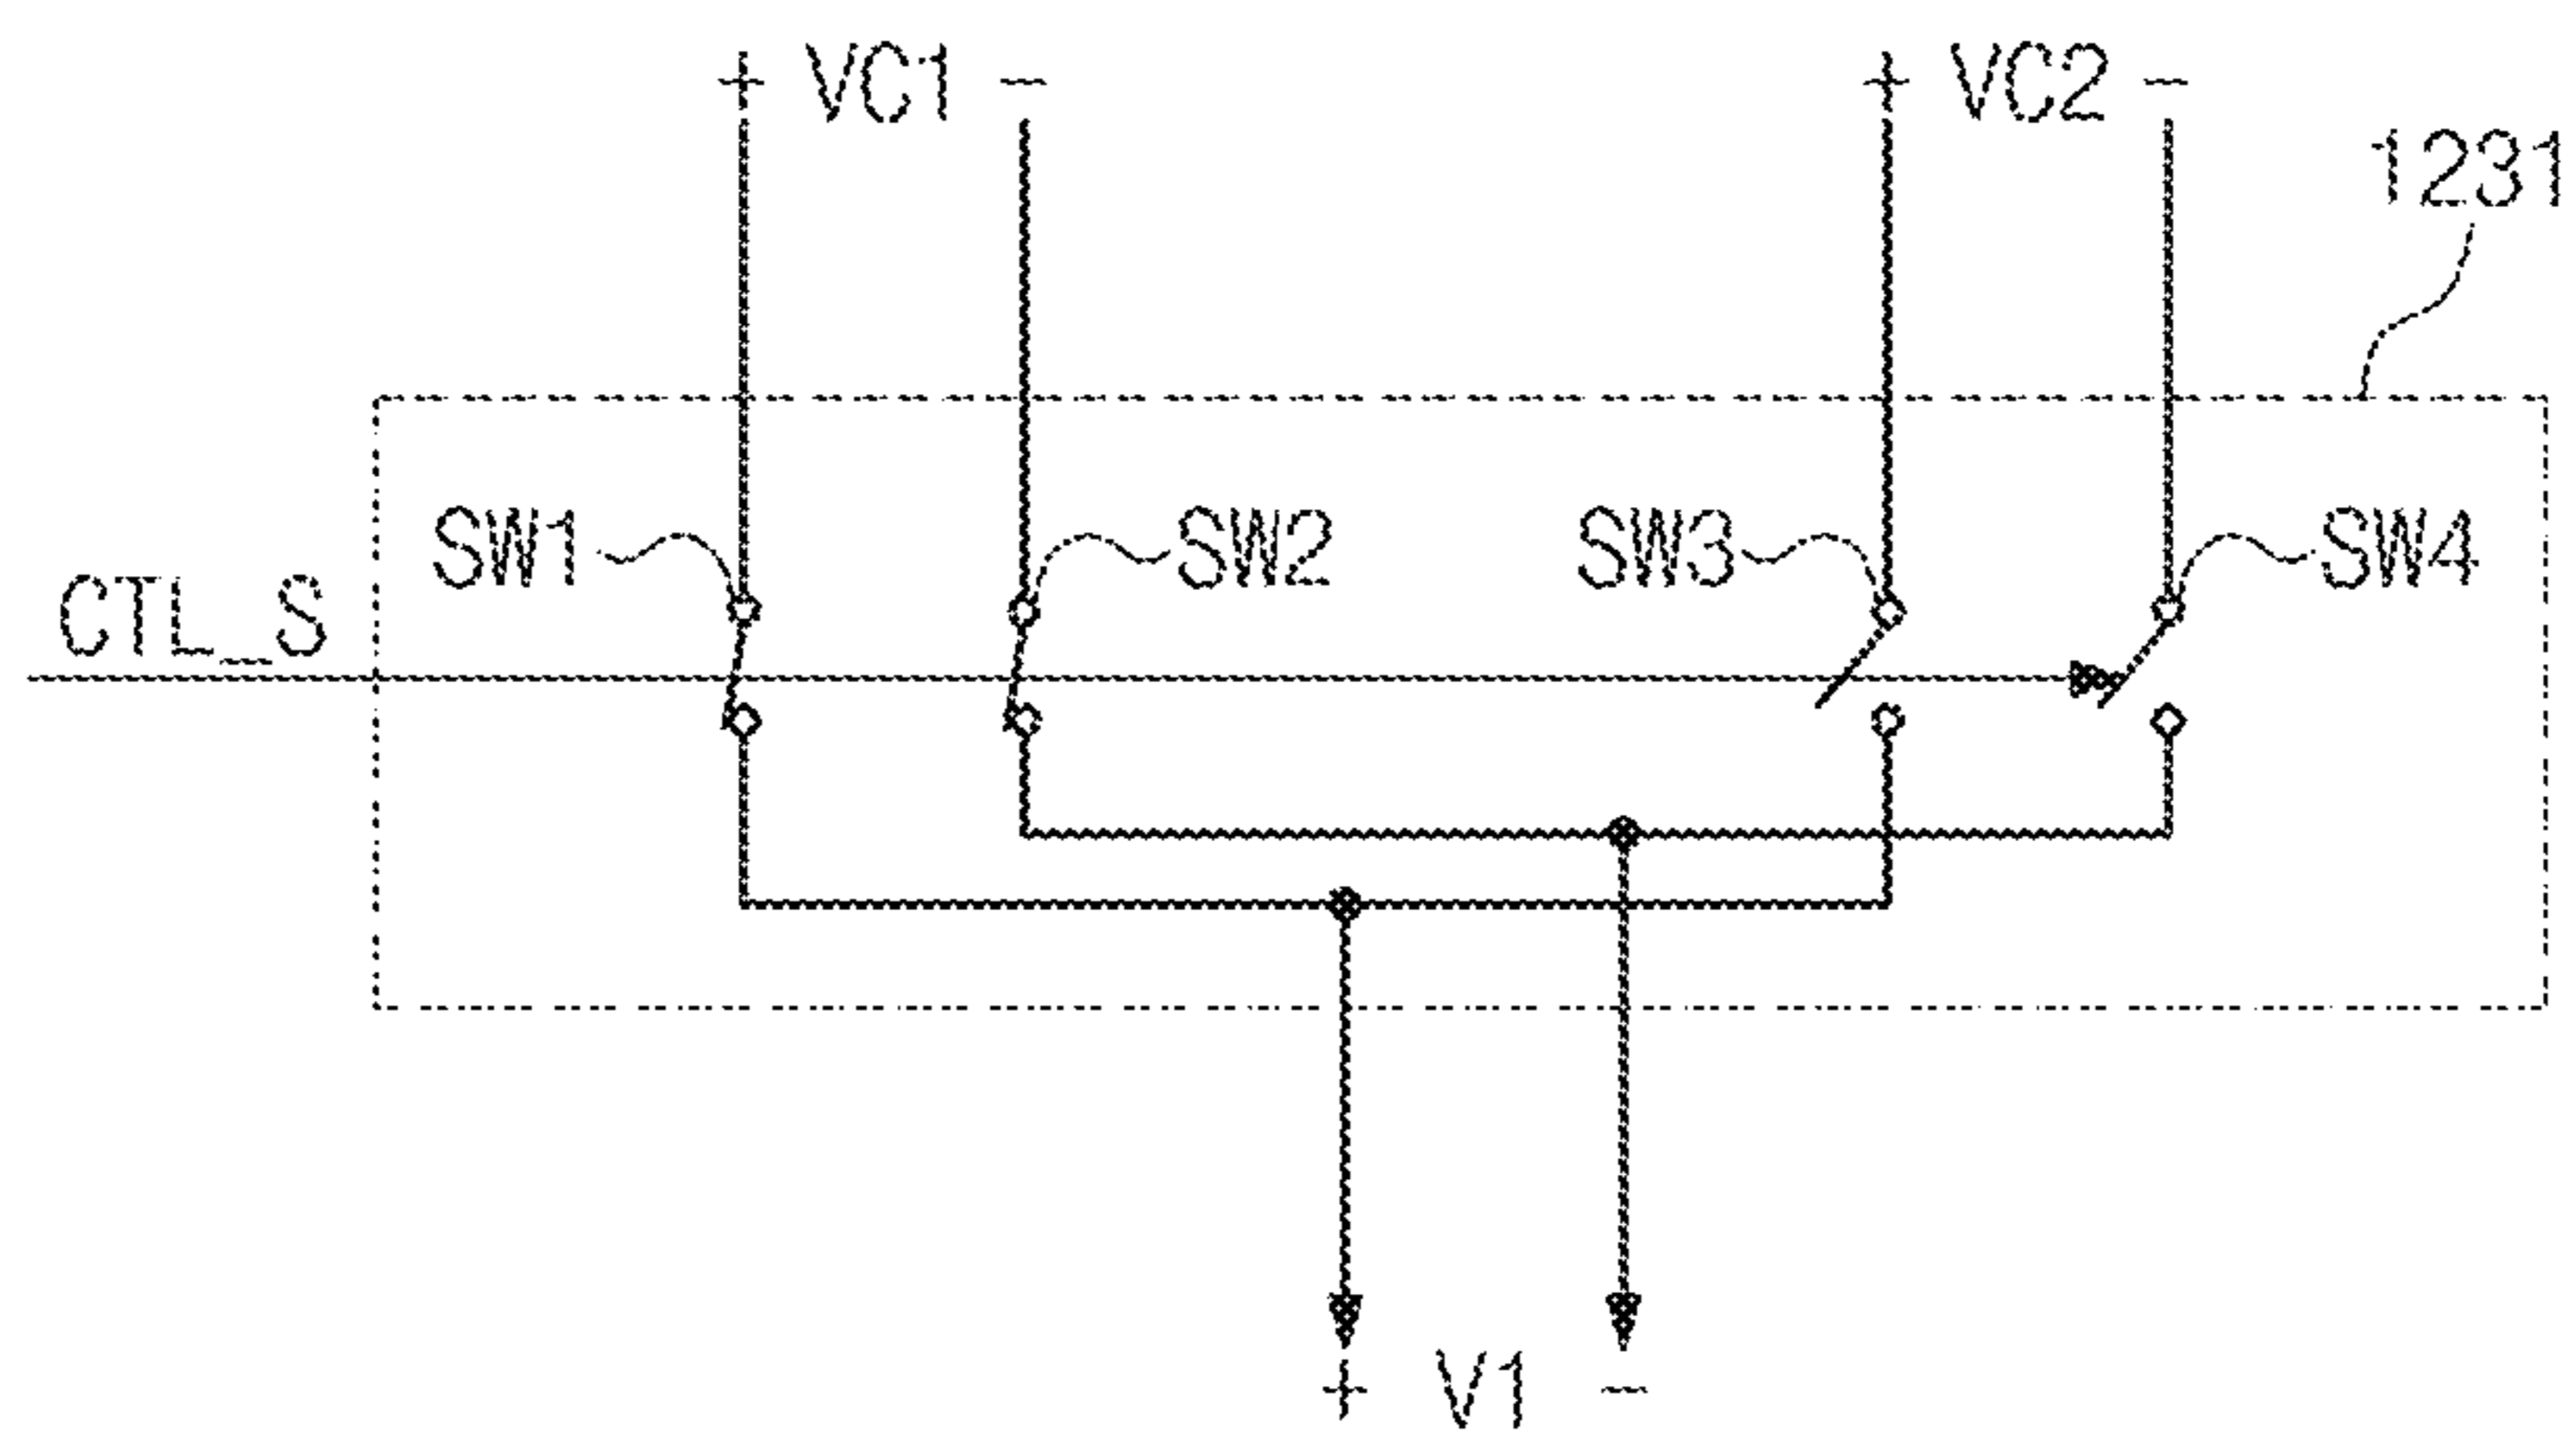 + VC1 -
+ VC2 -
1231
SW1
SW2
SW3
SW4
CTL_S
+ V1 -